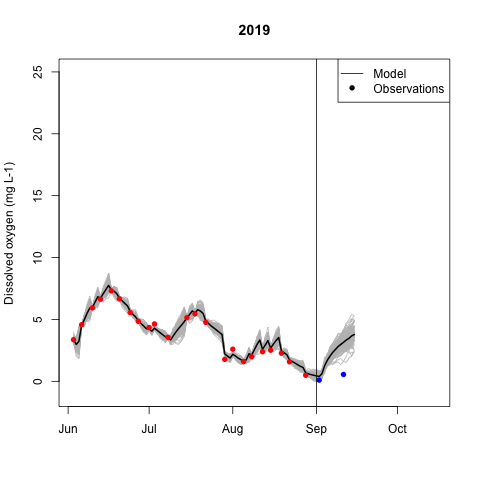 2019
Dissolved oxygen (mg L-1)
25
20
15
10
5
0
Model
Observations
Jun
Jul
Aug
Sep
Oct